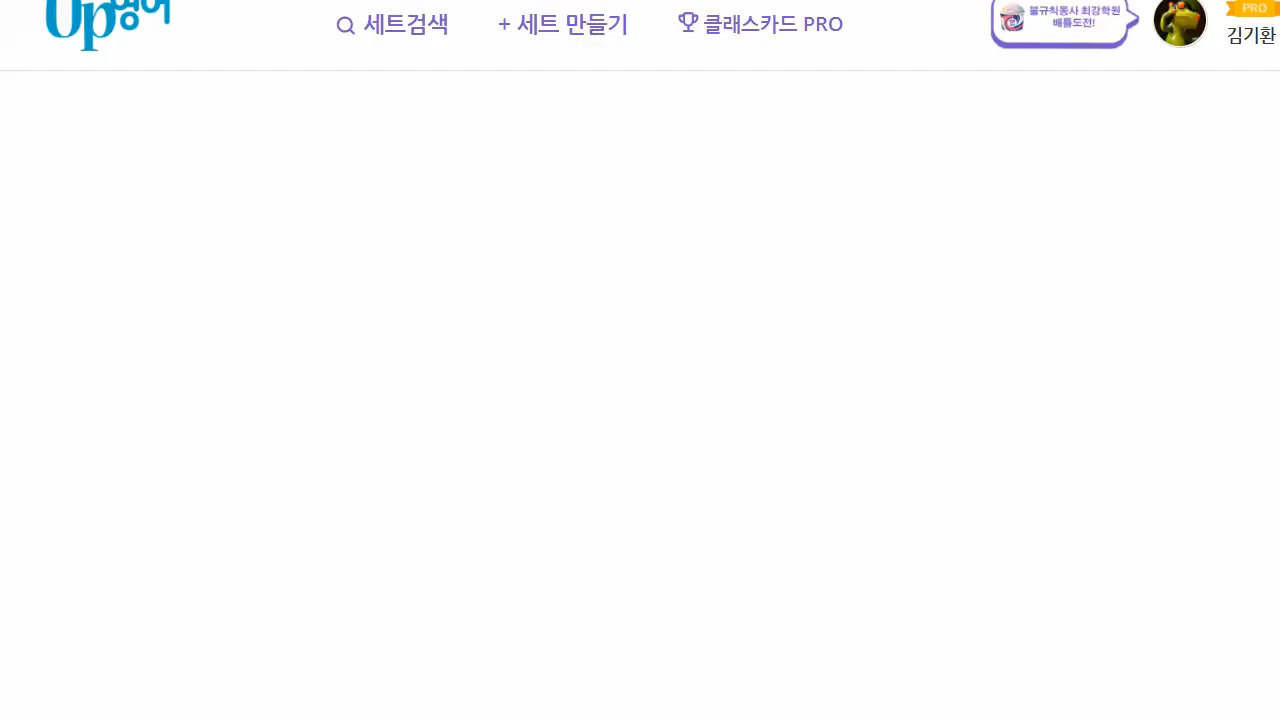 Up영어
세트검색
+ 세트 만들기
클래스카드 PRO
불규칙동사 최강학원
배틀도전!
PRO
김기환